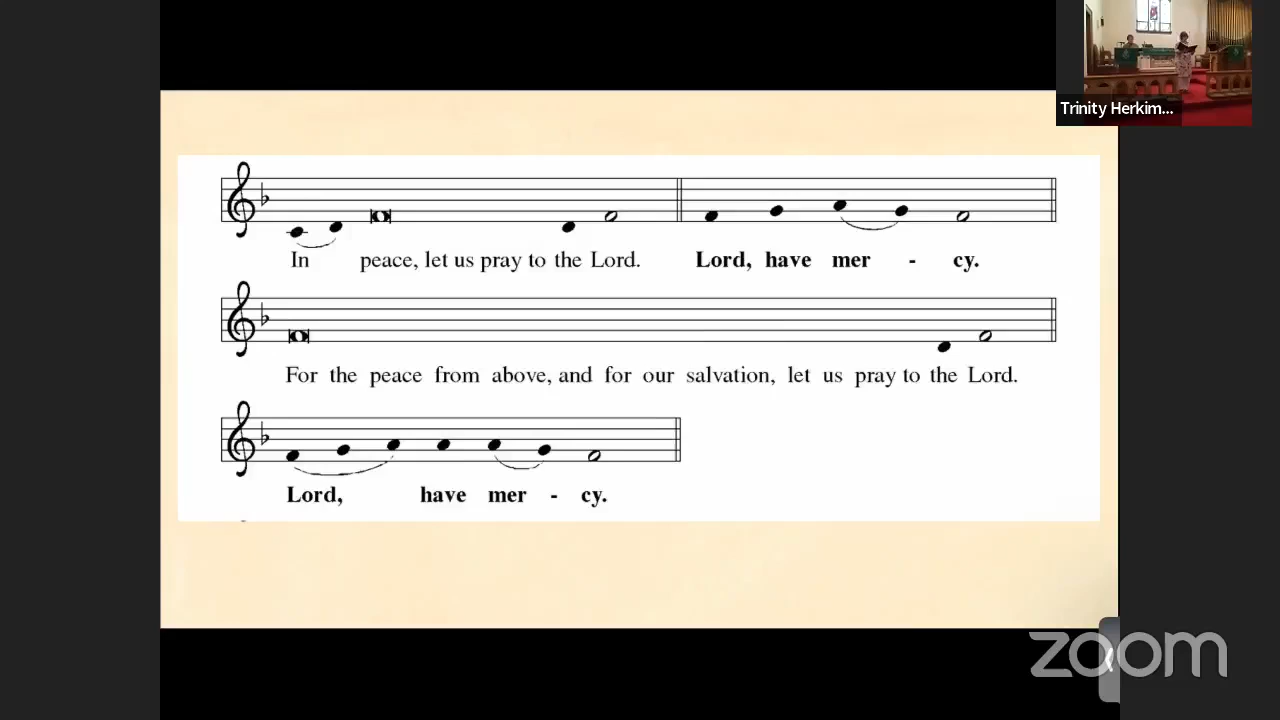 Trinity Herkim...
In peace, let us pray to the Lord. Lord, have mer - cy.
For the peace from above, and for our salvation, let us pray to the Lord.
Lord, have mer - cy.
zoom